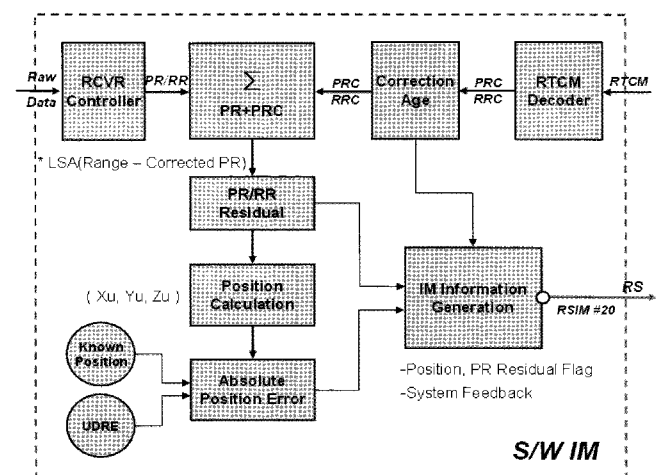 Raw
Data
RCVR
Controller
PR/RR
Σ
PR+PRC
PRC
RRC
Correction
Age
PRC
RRC
RTCM
Decoder
RTCM
* LSA(Range – Corrected PR)
PR/RR
Residual
( Xu, Yu, Zu )
Position
Calculation
IM Information
Generation
RS
RSIM #20
Known
Position
UDRE
Absolute
Position Error
-Position, PR Residual Flag
-System Feedback
S/W IM